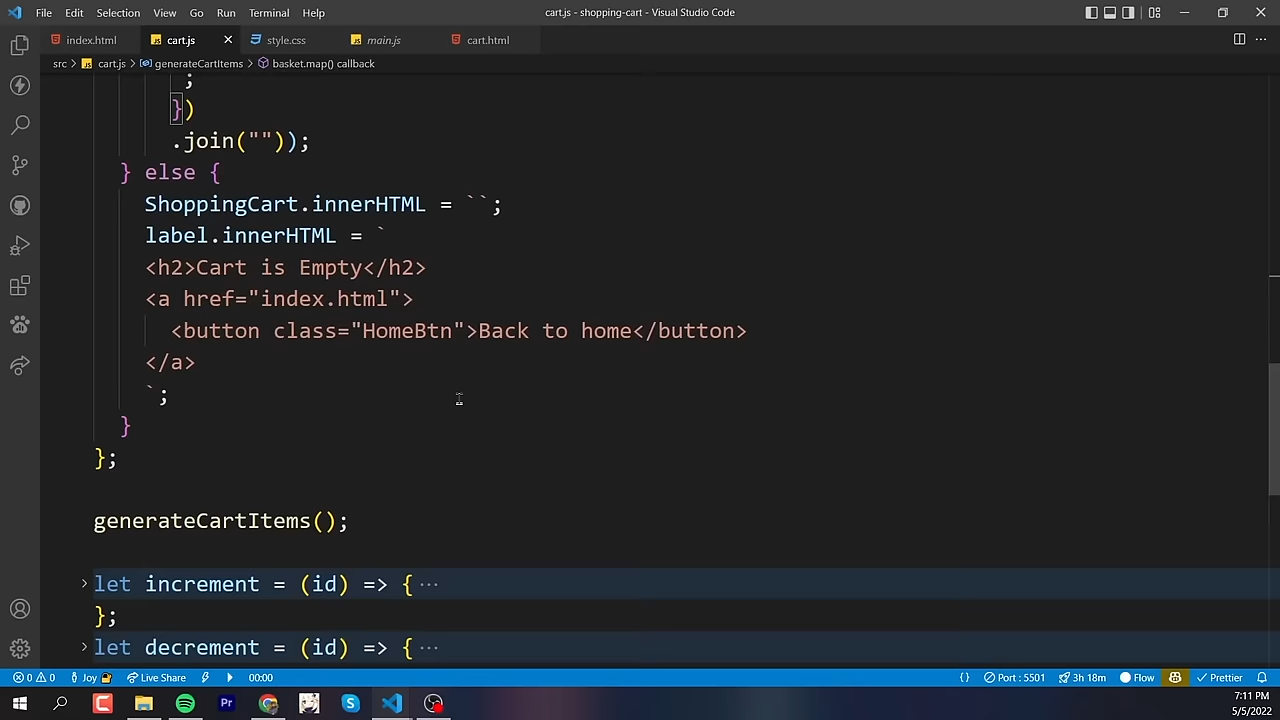 File Edit Selection View Go Run Terminal Help
cart.js - shopping-cart - Visual Studio Code
index.html
cart.js
style.css
main.js
cart.html
src > cart.js > generateCartItems > basket.map() callback
;
})
.join(""));
} else {
ShoppingCart.innerHTML = ``;
label.innerHTML = `
<h2>Cart is Empty</h2>
<a href="index.html">
<button class="HomeBtn">Back to home</button>
</a>
`;
}
};
generateCartItems();
let increment = (id) => { ...
};
let decrement = (id) => { ...
0 0 Joy Live Share 00:00 {} Port : 5501 3h 18m Flow Prettier
7:11 PM
5/5/2022